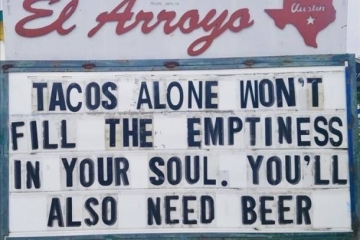 El Arroyo
Austin
TACOS ALONE WON'T
FILL THE EMPTINESS
IN YOUR SOUL. YOU'LL
ALSO NEED BEER